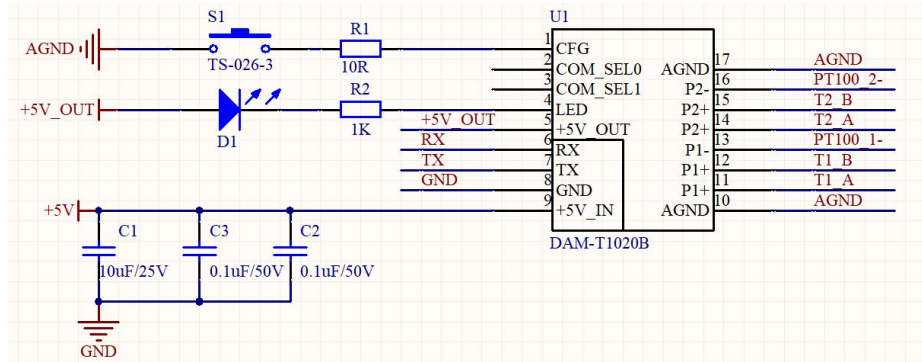 S1
U1
R1
AGND
TS-026-3
10R
1
CFG
2
COM_SEL0
3
COM_SEL1
4
LED
5
+5V_OUT
6
RX
7
TX
8
GND
9
+5V_IN
17
AGND
AGND
16
P2-
PT100_2-
15
P2+
T2_B
14
P2+
T2_A
13
P1-
PT100_1-
12
P1+
T1_B
11
P1+
T1_A
10
AGND
AGND
R2
+5V_OUT
1K
D1
+5V_OUT
RX
TX
GND
+5V
C1
C3
C2
10uF/25V
0.1uF/50V
0.1uF/50V
DAM-T1020B
GND